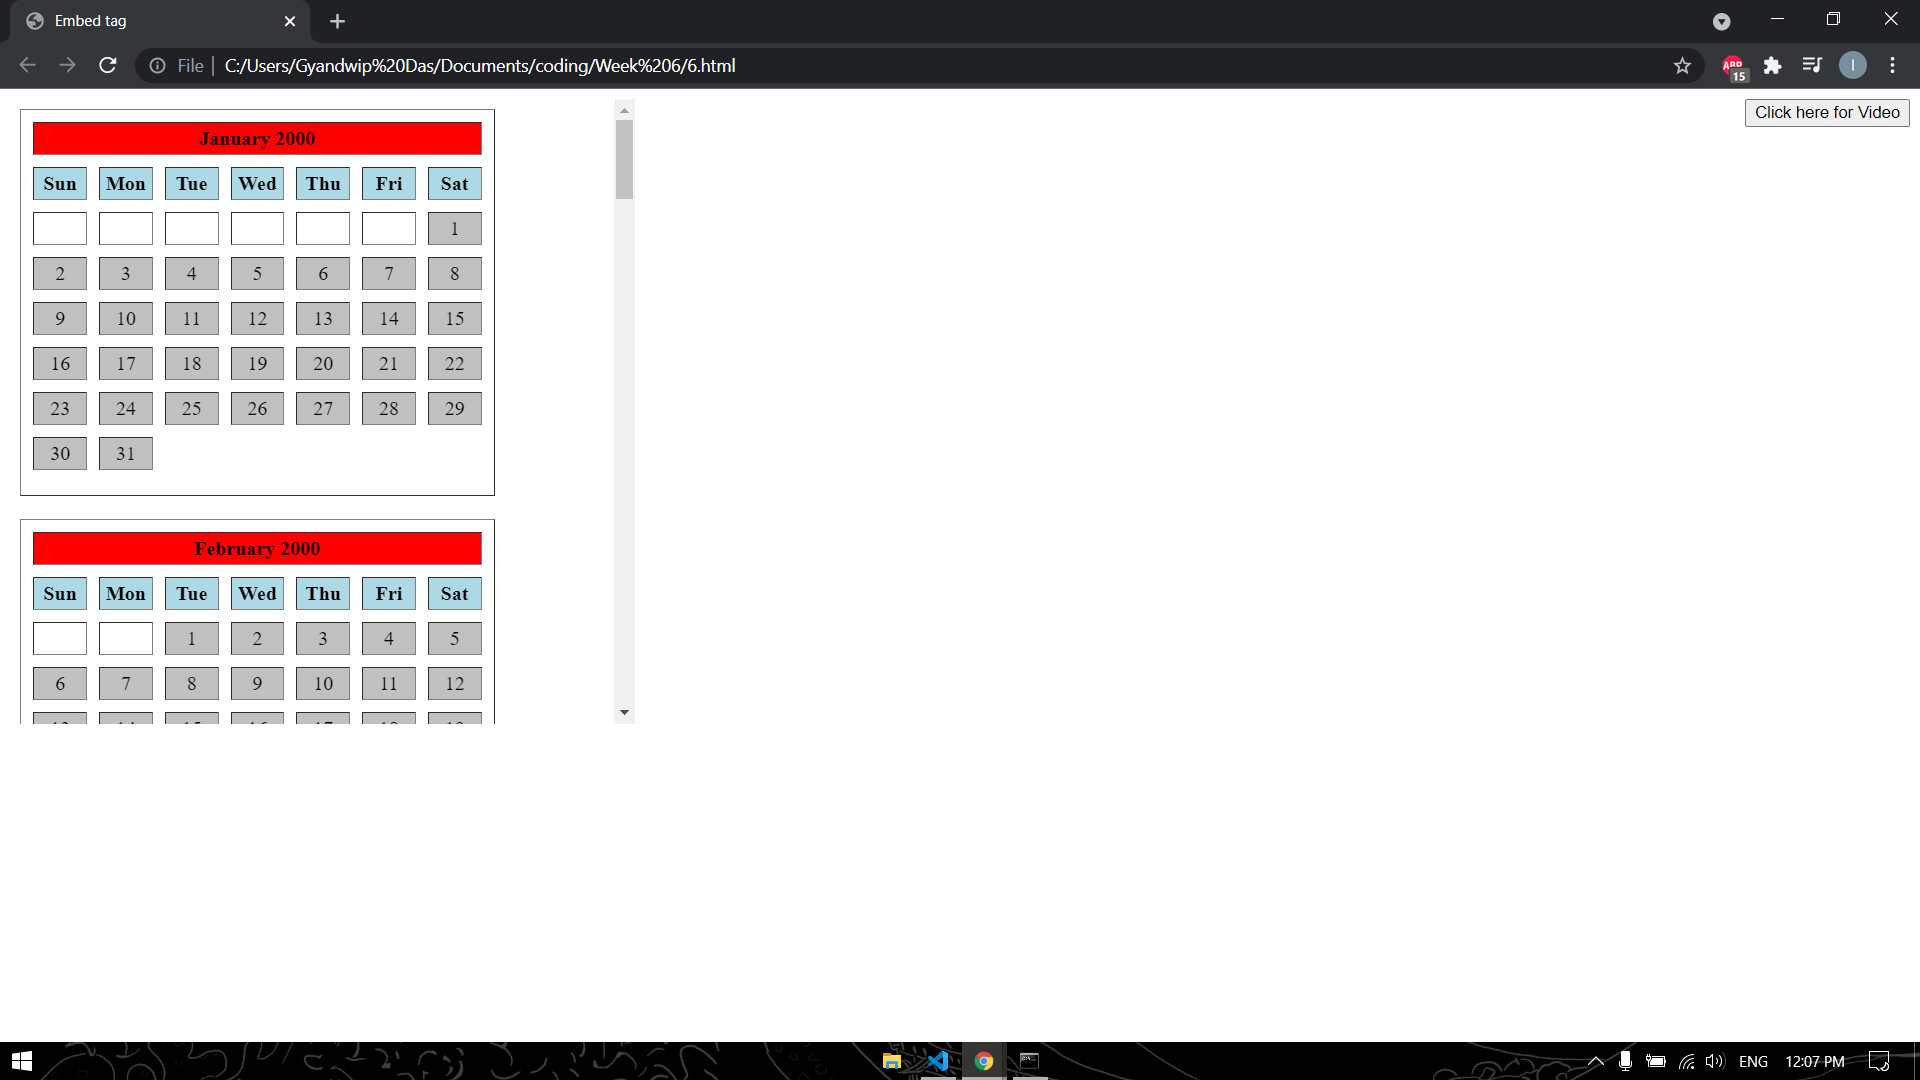 Embed tag
File | C:/Users/Gyandwip%20Das/Documents/coding/Week%206/6.html
ABP
15
I
Click here for Video
January 2000
Sun Mon Tue Wed Thu Fri Sat
1
2 3 4 5 6 7 8
9 10 11 12 13 14 15
16 17 18 19 20 21 22
23 24 25 26 27 28 29
30 31
February 2000
Sun Mon Tue Wed Thu Fri Sat
1 2 3 4 5
6 7 8 9 10 11 12
ENG 12:07 PM